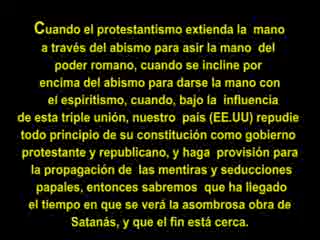 Cuando el protestantismo extienda la mano
a través del abismo para asir la mano del
poder romano, cuando se incline por
encima del abismo para darse la mano con
el espiritismo, cuando, bajo la influencia
de esta triple unión, nuestro país (EE.UU) repudie
todo principio de su constitución como gobierno
protestante y republicano, y haga provisión para
la propagación de las mentiras y seducciones
papales, entonces sabremos que ha llegado
el tiempo en que se verá la asombrosa obra de
Satanás, y que el fin está cerca.